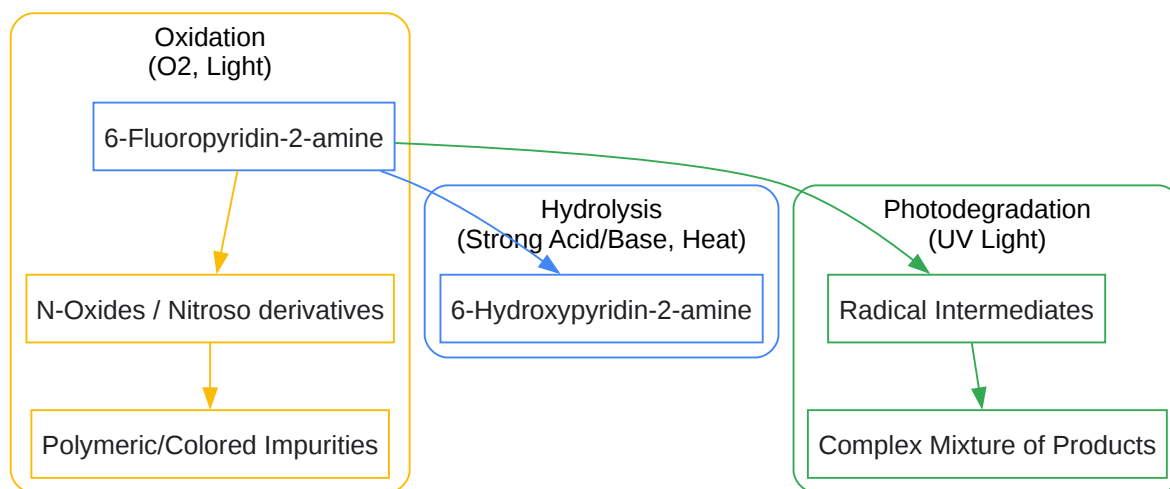 Oxidation
(O2, Light)
6-Fluoropyridin-2-amine
N-Oxides / Nitroso derivatives
Polymeric/Colored Impurities
Hydrolysis
(Strong Acid/Base, Heat)
6-Hydroxypyridin-2-amine
Photodegradation
(UV Light)
Radical Intermediates
Complex Mixture of Products